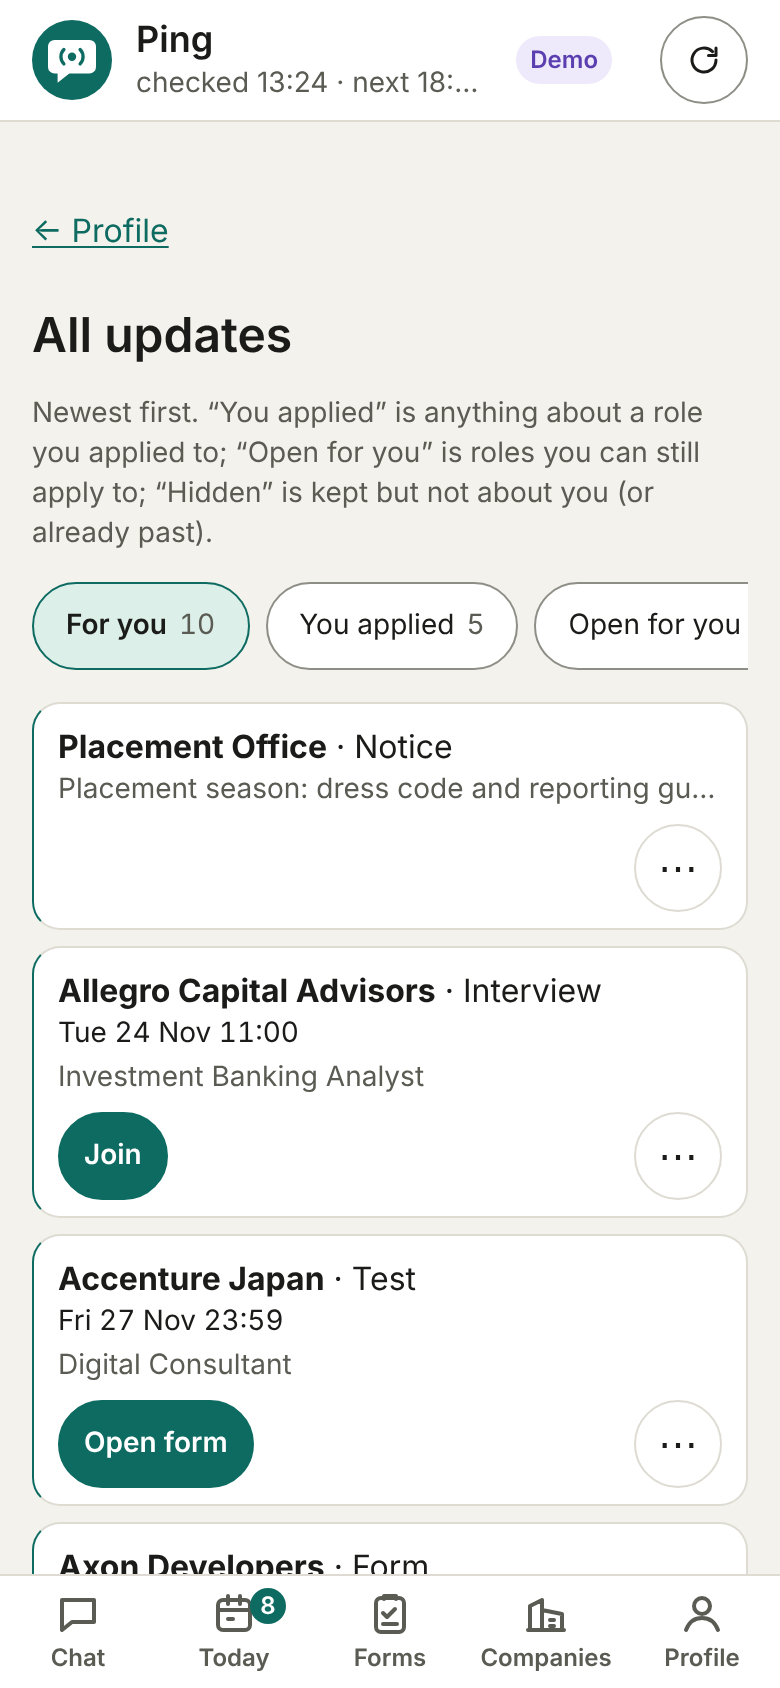 Ping
checked 13:24 · next 18:...
Demo
← Profile
All updates
Newest first. “You applied” is anything about a role
you applied to; “Open for you” is roles you can still
apply to; “Hidden” is kept but not about you (or
already past).
For you 10
You applied 5
Open for you
Placement Office · Notice
Placement season: dress code and reporting gu...
Allegro Capital Advisors · Interview
Tue 24 Nov 11:00
Investment Banking Analyst
Join
Accenture Japan · Test
Fri 27 Nov 23:59
Digital Consultant
Open form
Axon Developers · Form
8
Chat
Today
Forms
Companies
Profile